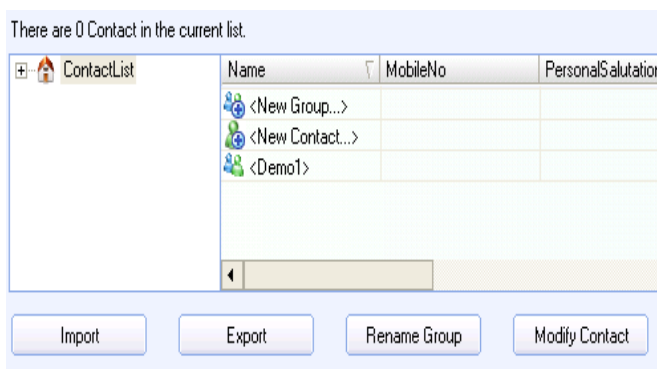 There are 0 Contact in the current list.
ContactList
Name MobileNo PersonalSalutation
<New Group...>
<New Contact...>
<Demo1>
Import Export Rename Group Modify Contact